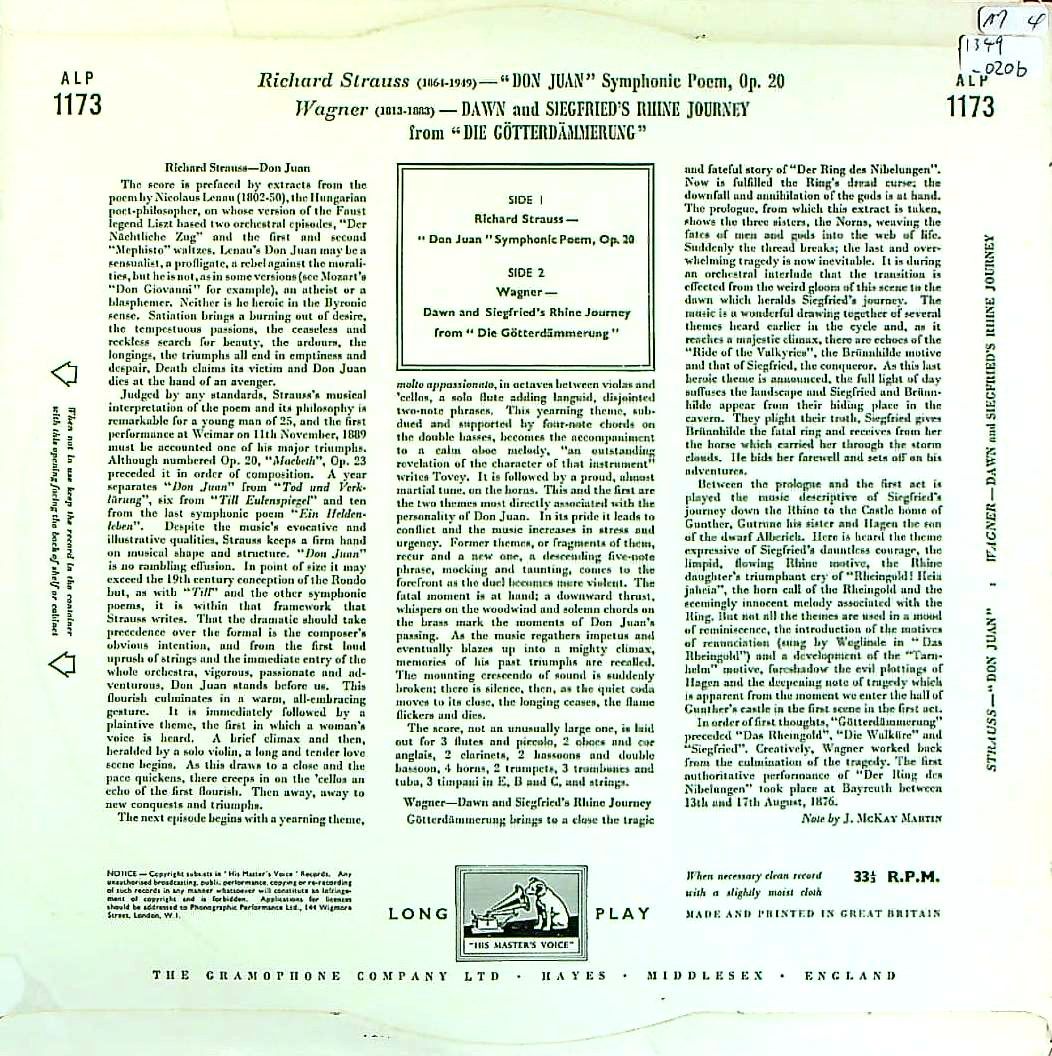 M 4
1349
-020b
ALP
1173
Richard Strauss (1864-1949)—“DON JUAN” Symphonic Poem, Op. 20
Wagner (1813-1883) — DAWN and SIEGFRIED'S RHINE JOURNEY
from “DIE GÖTTERDÄMMERUNG”
ALP
1173
Richard Strauss—Don Juan
The score is prefaced by extracts from the
poem by Nicolaus Lenau (1802-50), the Hungarian
poet-philosopher, on whose version of the Faust
legend Liszt based two orchestral episodes, “Der
Nächtliche Zug” and the first and second
“Mephisto” waltzes. Lenau's Don Juan may be a
sensualist, a profligate, a rebel against the morali-
ties, but he is not, as in some versions (see Mozart's
“Don Giovanni” for example), an atheist or a
blasphemer. Neither is he heroic in the Byronic
sense. Satiation brings a burning out of desire,
the tempestuous passions, the ceaseless and
reckless search for beauty, the ardours, the
longings, the triumphs all end in emptiness and
despair, Death claims its victim and Don Juan
dies at the hand of an avenger.
Judged by any standards, Strauss's musical
interpretation of the poem and its philosophy is
remarkable for a young man of 25, and the first
performance at Weimar on 11th November, 1889
must be accounted one of his major triumphs.
Although numbered Op. 20, “Macbeth”, Op. 23
preceded it in order of composition. A year
separates “Don Juan” from “Tod und Verk-
lärung”, six from “Till Eulenspiegel” and ten
from the last symphonic poem “Ein Helden-
leben”. Despite the music's evocative and
illustrative qualities, Strauss keeps a firm hand
on musical shape and structure. “Don Juan”
is no rambling effusion. In point of size it may
exceed the 19th century conception of the Rondo
but, as with “Till” and the other symphonic
poems, it is within that framework that
Strauss writes. That the dramatic should take
precedence over the formal is the composer's
obvious intention, and from the first loud
uprush of strings and the immediate entry of the
whole orchestra, vigorous, passionate and ad-
venturous, Don Juan stands before us. This
flourish culminates in a warm, all-embracing
gesture. It is immediately followed by a
plaintive theme, the first in which a woman's
voice is heard. A brief climax and then,
heralded by a solo violin, a long and tender love
scene begins. As this draws to a close and the
pace quickens, there creeps in on the 'cellos an
echo of the first flourish. Then away, away to
new conquests and triumphs.
The next episode begins with a yearning theme,
SIDE 1
Richard Strauss —
“ Don Juan ” Symphonic Poem, Op. 20
SIDE 2
Wagner —
Dawn and Siegfried's Rhine Journey
from “ Die Götterdämmerung ”
molto appassionato, in octaves between violas and
'cellos, a solo flute adding languid, disjointed
two-note phrases. This yearning theme, sub-
dued and supported by four-note chords on
the double basses, becomes the accompaniment
to a calm oboe melody, “an outstanding
revelation of the character of that instrument”
writes Tovey. It is followed by a proud, almost
martial tune, on the horns. This and the first are
the two themes most directly associated with the
personality of Don Juan. In its pride it leads to
conflict and the music increases in stress and
urgency. Former themes, or fragments of them,
recur and a new one, a descending five-note
phrase, mocking and taunting, comes to the
forefront as the duel becomes more violent. The
fatal moment is at hand; a downward thrust,
whispers on the woodwind and solemn chords on
the brass mark the moments of Don Juan's
passing. As the music regathers impetus and
eventually blazes up into a mighty climax,
memories of his past triumphs are recalled.
The mounting crescendo of sound is suddenly
broken; there is silence, then, as the quiet coda
moves to its close, the longing ceases, the flame
flickers and dies.
The score, not an unusually large one, is laid
out for 3 flutes and piccolo, 2 oboes and cor
anglais, 2 clarinets, 2 bassoons and double
bassoon, 4 horns, 2 trumpets, 3 trombones and
tuba, 3 timpani in E, B and C, and strings.
Wagner—Dawn and Siegfried's Rhine Journey
Götterdämmerung brings to a close the tragic
and fateful story of “Der Ring des Nibelungen”.
Now is fulfilled the Ring's dread curse; the
downfall and annihilation of the gods is at hand.
The prologue, from which this extract is taken,
shows the three sisters, the Norns, weaving the
fates of men and gods into the web of life.
Suddenly the thread breaks; the last and over-
whelming tragedy is now inevitable. It is during
an orchestral interlude that the transition is
effected from the weird gloom of this scene to the
dawn which heralds Siegfried's journey. The
music is a wonderful drawing together of several
themes heard earlier in the cycle and, as it
reaches a majestic climax, there are echoes of the
“Ride of the Valkyries”, the Brünnhilde motive
and that of Siegfried, the conqueror. As this last
heroic theme is announced, the full light of day
suffuses the landscape and Siegfried and Brünn-
hilde appear from their hiding place in the
cavern. They plight their troth, Siegfried gives
Brünnhilde the fatal ring and receives from her
the horse which carried her through the storm
clouds. He bids her farewell and sets off on his
adventures.
Between the prologue and the first act is
played the music descriptive of Siegfried's
journey down the Rhine to the Castle home of
Gunther, Gutrune his sister and Hagen the son
of the dwarf Alberich. Here is heard the theme
expressive of Siegfried's dauntless courage, the
limpid, flowing Rhine motive, the Rhine
daughter's triumphant cry of “Rheingold! Heia
jaheia”, the horn call of the Rheingold and the
seemingly innocent melody associated with the
Ring. But not all the themes are used in a mood
of reminiscence, the introduction of the motives
of renunciation (sung by Woglinde in “Das
Rheingold”) and a development of the “Tarn-
helm” motive, foreshadow the evil plottings of
Hagen and the deepening note of tragedy which
is apparent from the moment we enter the hall of
Gunther's castle in the first scene in the first act.
In order of first thoughts, “Götterdämmerung”
preceded “Das Rheingold”, “Die Walküre” and
“Siegfried”. Creatively, Wagner worked back
from the culmination of the tragedy. The first
authoritative performance of “Der Ring des
Nibelungen” took place at Bayreuth between
13th and 17th August, 1876.
Note by J. McKAY MARTIN
When not in use keep the record in the container
with this opening facing the back of shelf or cabinet
STRAUSS—“DON JUAN” : WAGNER—DAWN and SIEGFRIED'S RHINE JOURNEY
NOTICE — Copyright subsists in ‘ His Master's Voice ’ Records. Any
unauthorised broadcasting, public performance, copying or re-recording
of such records in any manner whatsoever will constitute an infringe-
ment of copyright and is forbidden. Applications for licences
should be addressed to Phonographic Performance Ltd., 144 Wigmore
Street, London, W.1.
LONG PLAY
“HIS MASTER'S VOICE”
When necessary clean record
with a slightly moist cloth
33⅓ R.P.M.
MADE AND PRINTED IN GREAT BRITAIN
THE GRAMOPHONE COMPANY LTD · HAYES · MIDDLESEX · ENGLAND